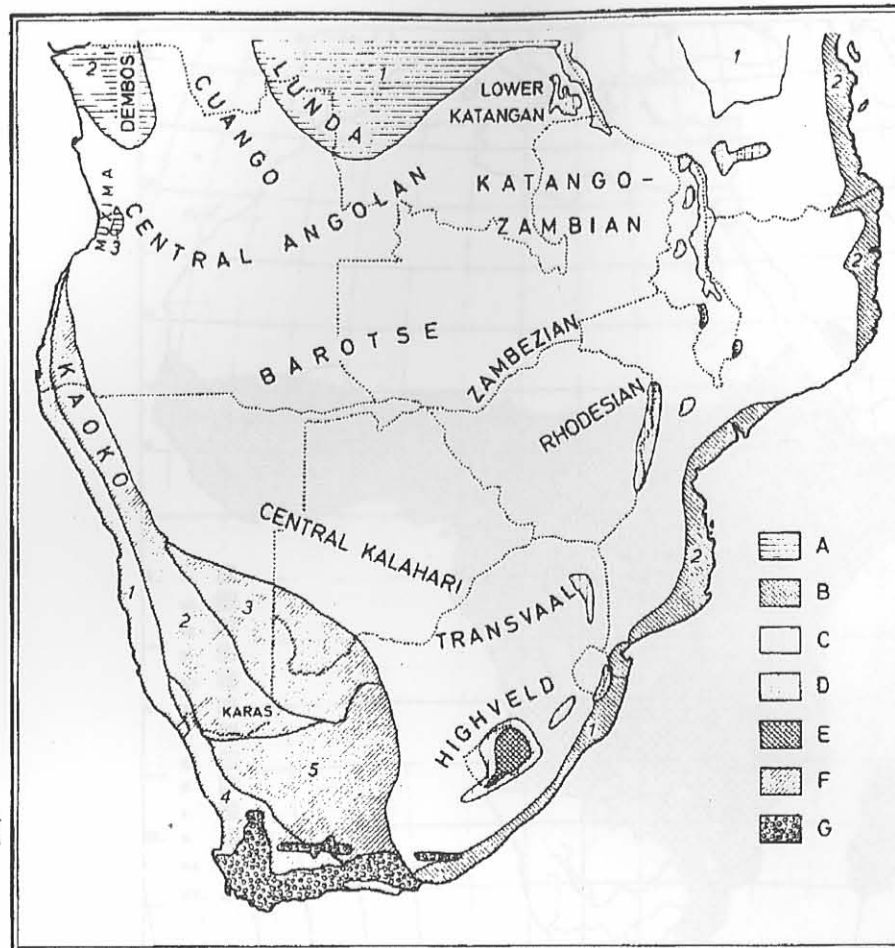 2
DEMBOS
CUANGO
LUNDA
1
LOWER
KATANGAN
1
2
MUXIMA
3
CENTRAL ANGOLAN
KATANGO-
ZAMBIAN
2
KAOKO
BAROTSE
ZAMBEZIAN
RHODESIAN
1
2
3
CENTRAL KALAHARI
TRANSVAAL
2
KARAS
HIGHVELD
1
4
5
A
B
C
D
E
F
G